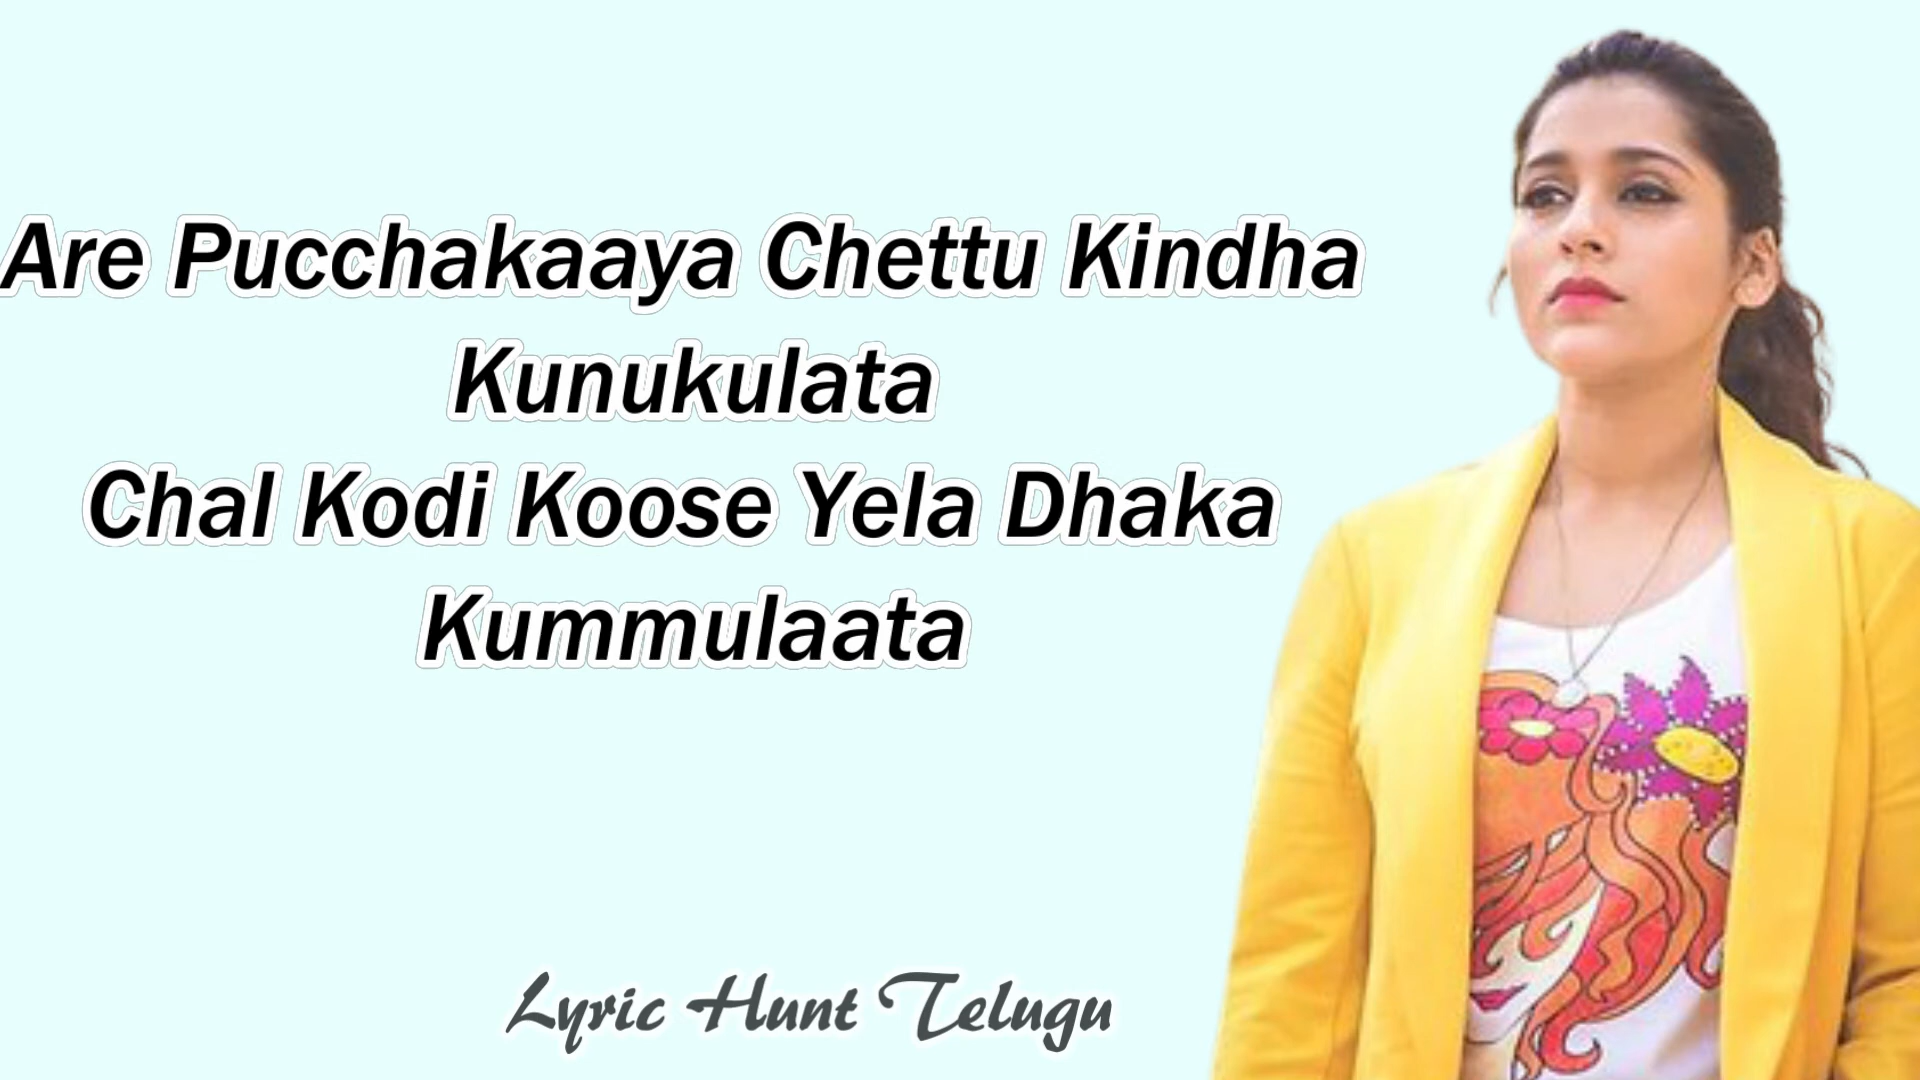 Are Pucchakaaya Chettu Kindha
Kunukulata
Chal Kodi Koose Yela Dhaka
Kummulaata
Lyric Hunt Telugu